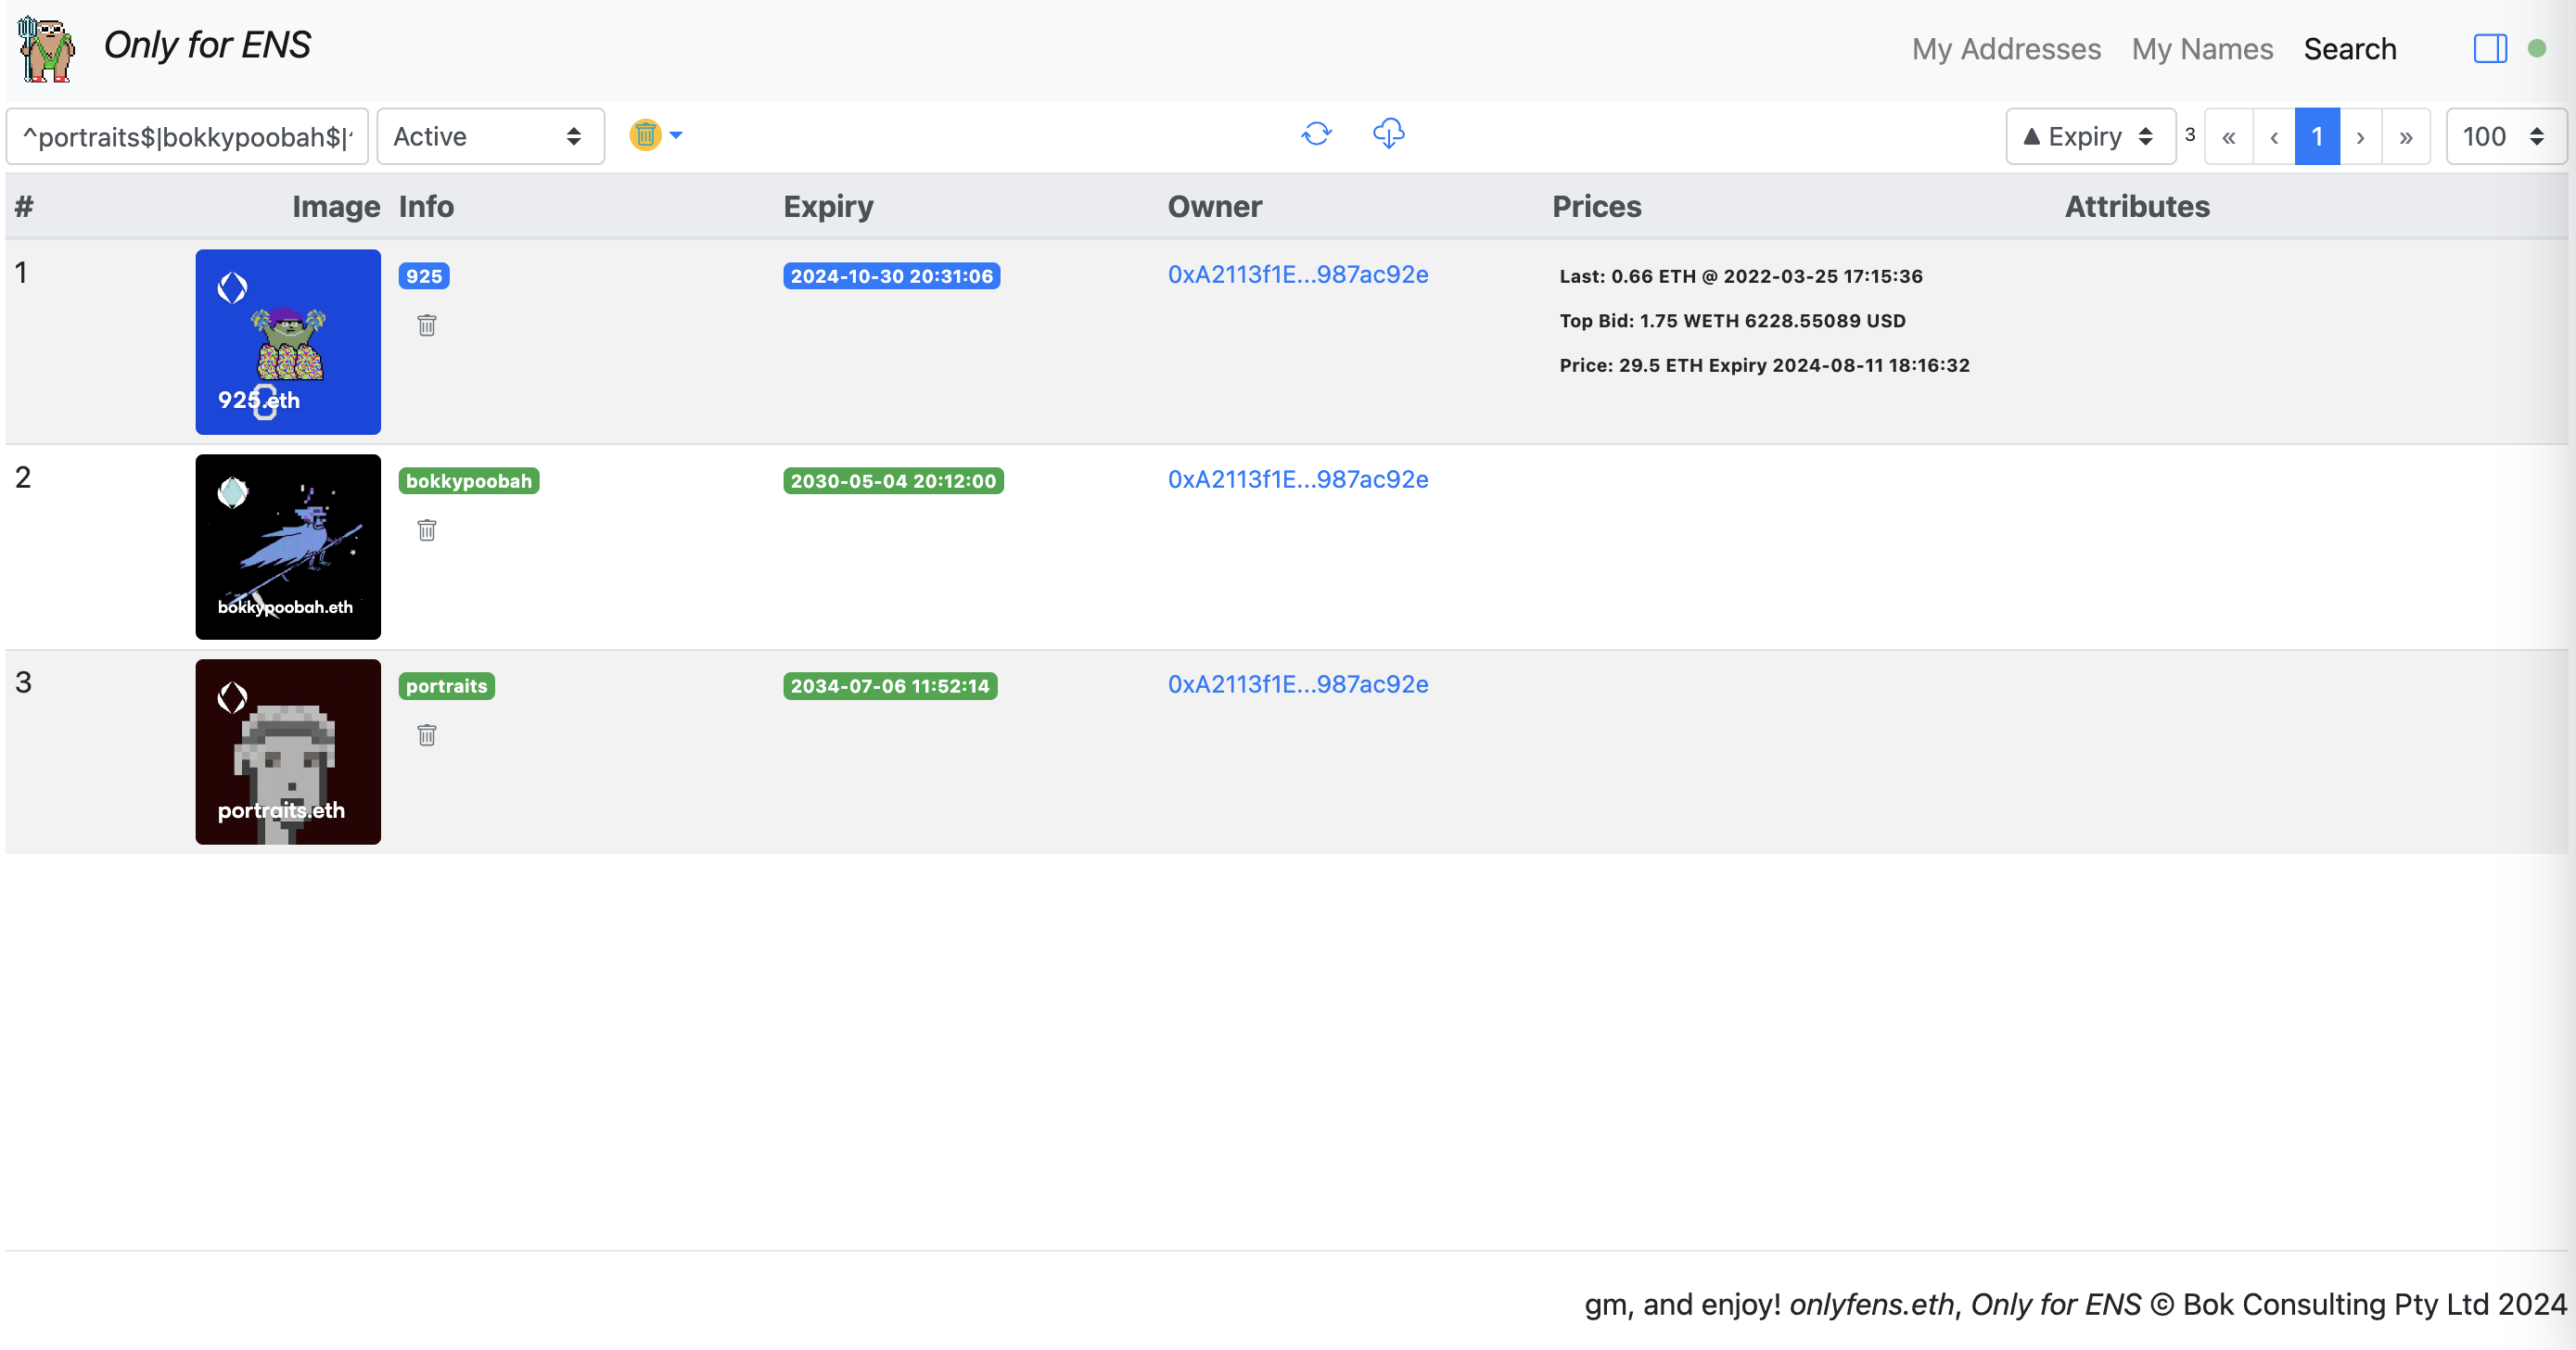 Only for ENS
My Addresses My Names Search
^portraits$|bokkypoobah$| Active ▲ Expiry 3 « ‹ 1 › » 100
# Image Info Expiry Owner Prices Attributes
1 925 2024-10-30 20:31:06 0xA2113f1E...987ac92e Last: 0.66 ETH @ 2022-03-25 17:15:36
Top Bid: 1.75 WETH 6228.55089 USD
Price: 29.5 ETH Expiry 2024-08-11 18:16:32
925.eth
2 bokkypoobah 2030-05-04 20:12:00 0xA2113f1E...987ac92e
bokkypoobah.eth
3 portraits 2034-07-06 11:52:14 0xA2113f1E...987ac92e
portraits.eth
gm, and enjoy! onlyfens.eth, Only for ENS © Bok Consulting Pty Ltd 2024